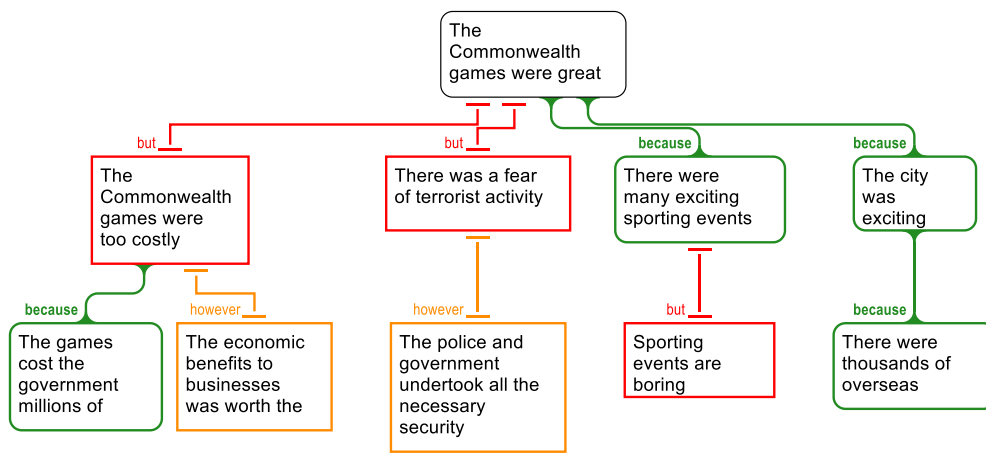 The
Commonwealth
games were great
but
but
because
because
The
Commonwealth
games were
too costly
There was a fear
of terrorist activity
There were
many exciting
sporting events
The city
was
exciting
because
however
however
but
because
The games
cost the
government
millions of
The economic
benefits to
businesses
was worth the
The police and
government
undertook all the
necessary
security
Sporting
events are
boring
There were
thousands of
overseas